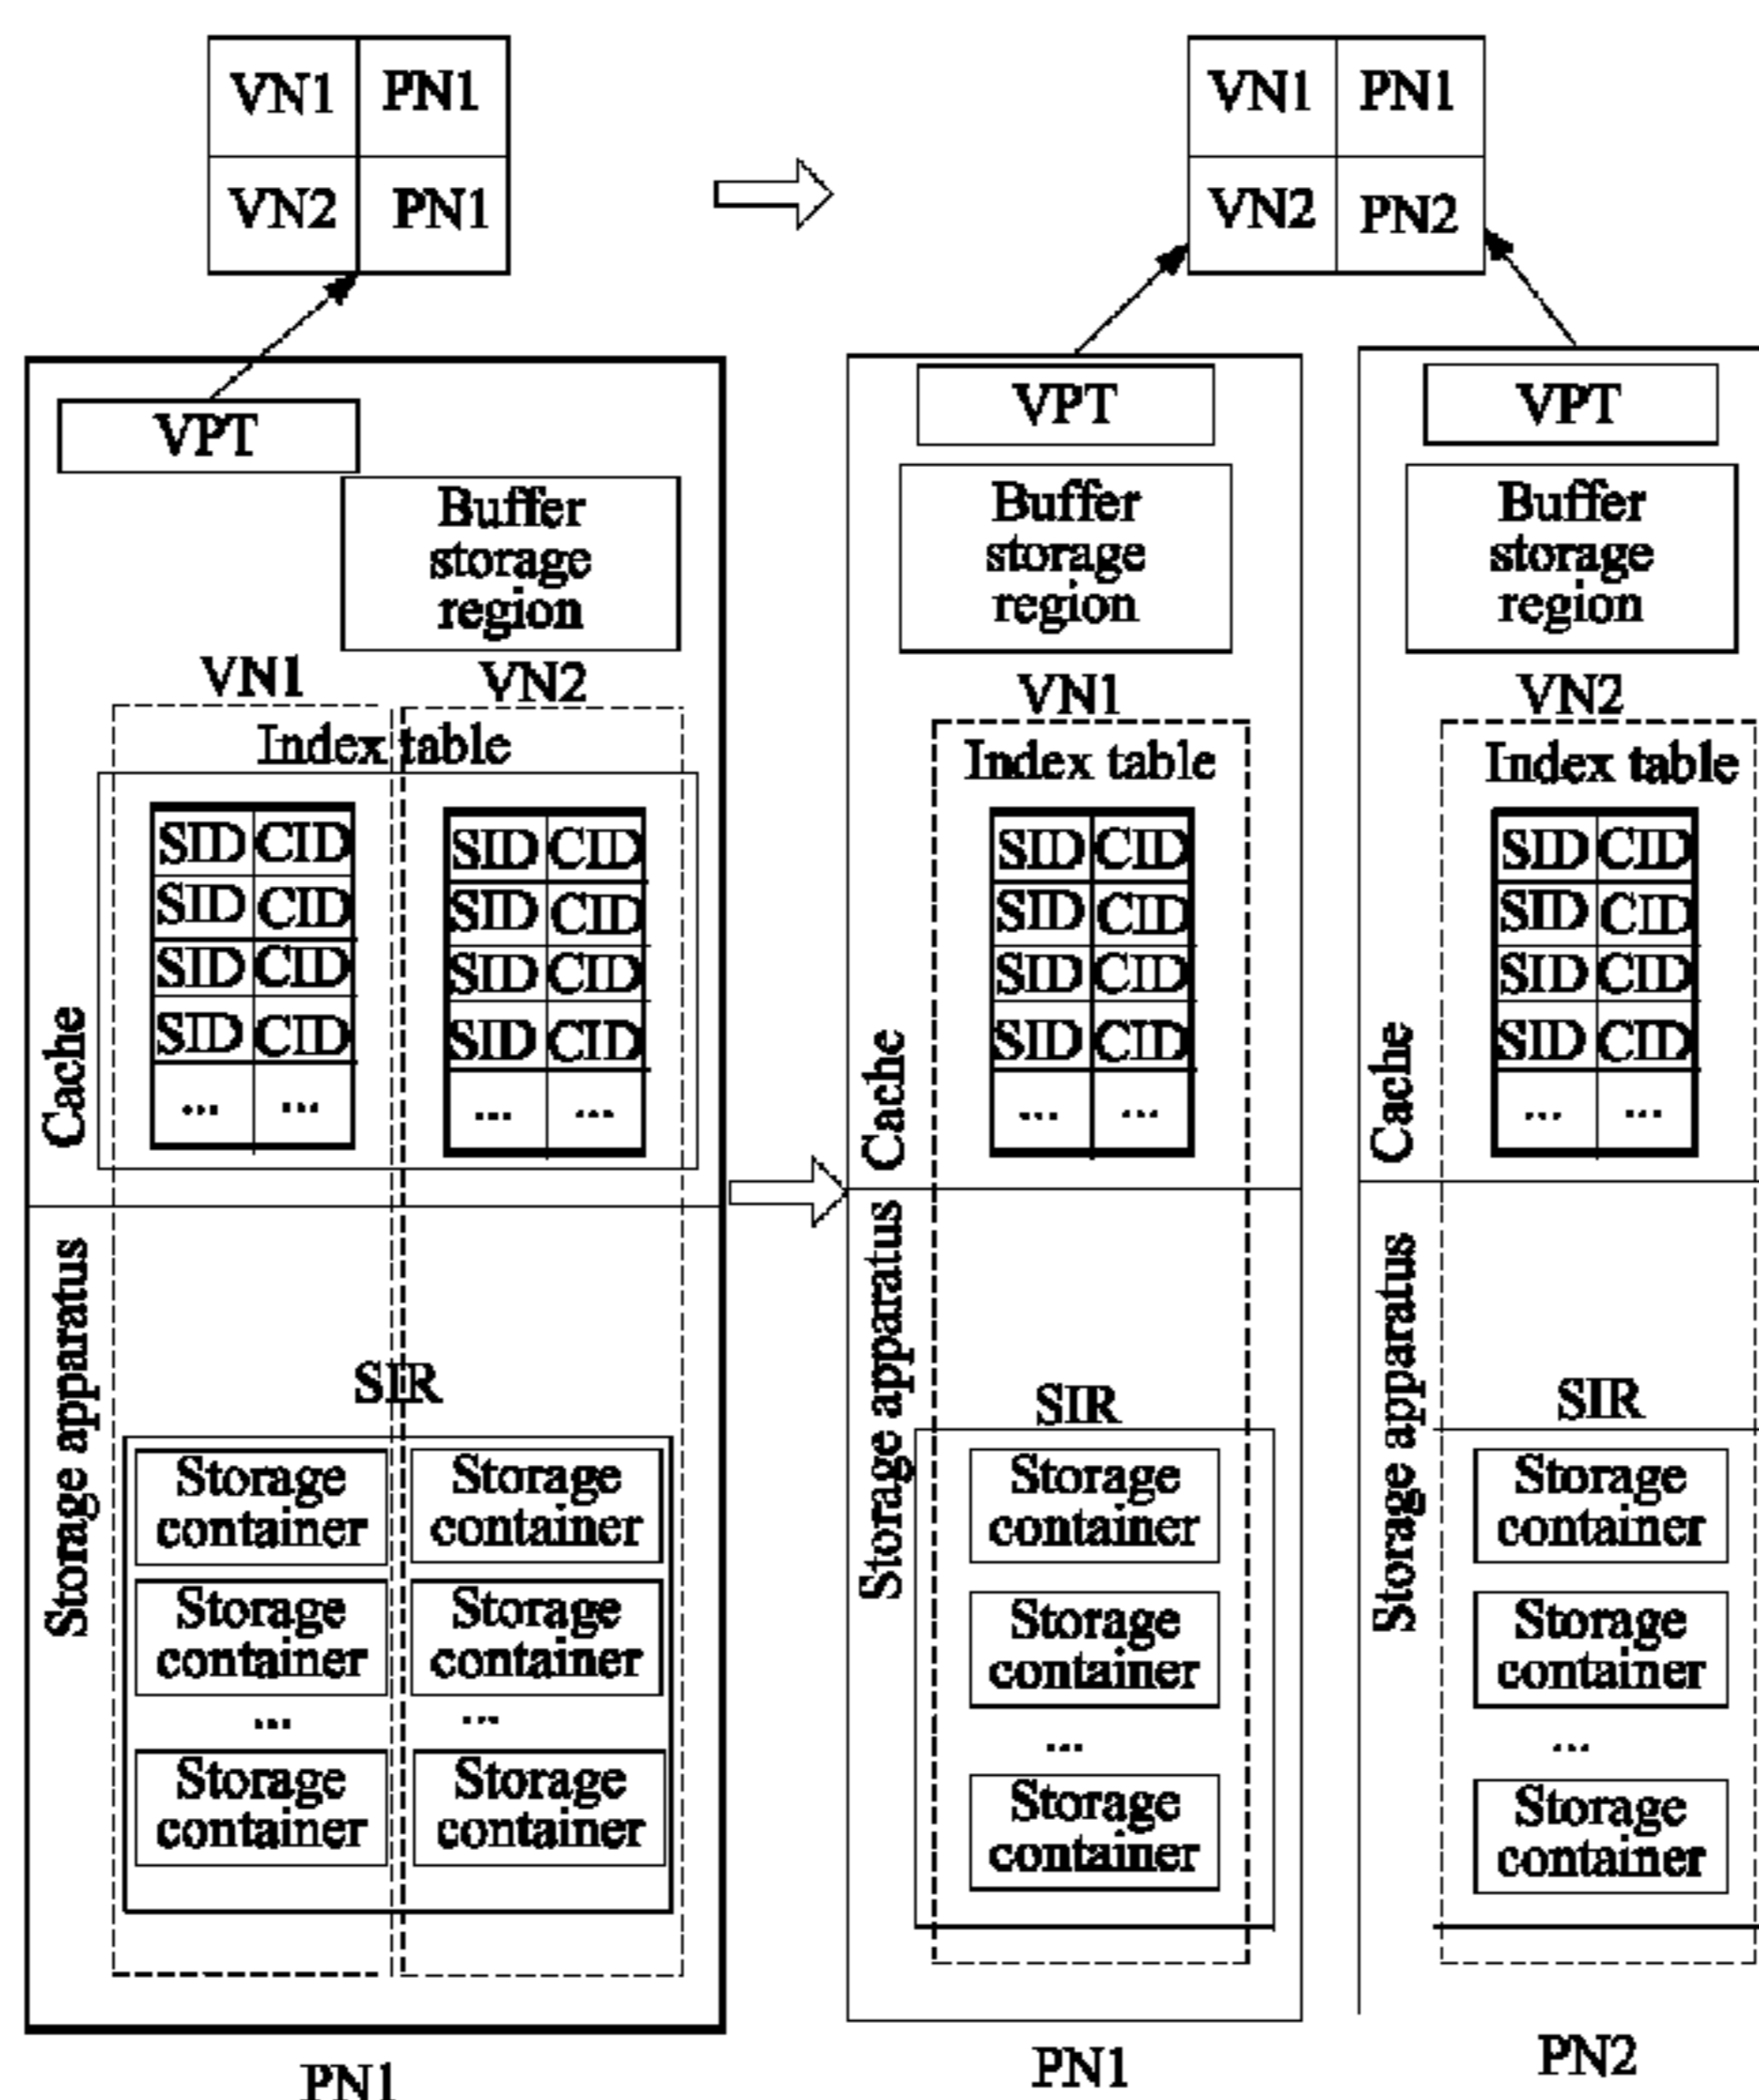 VN1 PN1
VN2 PN1
VPT
Buffer
storage
region
VN1 VN2
Index table
SID CID SID CID
SID CID SID CID
SID CID SID CID
SID CID SID CID
... ... ... ...
Cache
Storage apparatus
SIR
Storage
container
Storage
container
Storage
container
Storage
container
... ...
Storage
container
Storage
container
PN1
VN1 PN1
VN2 PN2
VPT
Buffer
storage
region
VN1
Index table
SID CID
SID CID
SID CID
SID CID
... ...
Cache
Storage apparatus
SIR
Storage
container
Storage
container
...
Storage
container
PN1
VPT
Buffer
storage
region
VN2
Index table
SID CID
SID CID
SID CID
SID CID
... ...
Cache
Storage apparatus
SIR
Storage
container
Storage
container
...
Storage
container
PN2